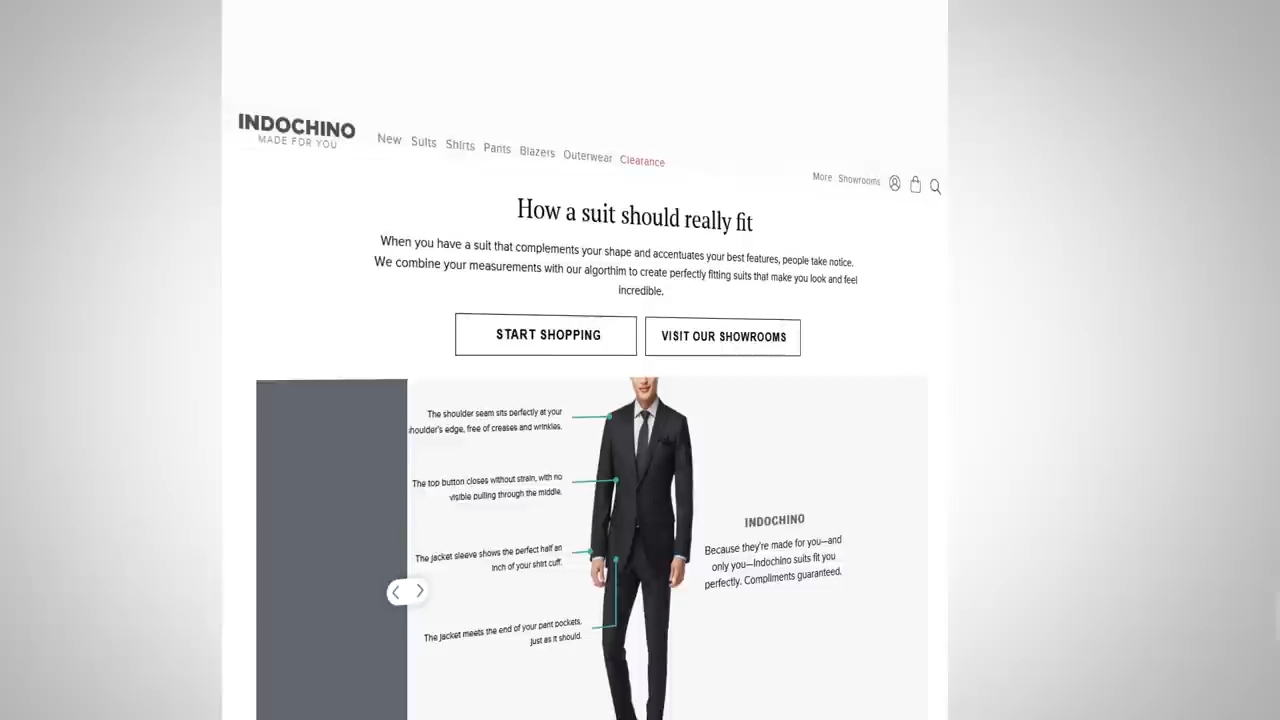 INDOCHINO
MADE FOR YOU
New Suits Shirts Pants Blazers Outerwear Clearance
More Showrooms
How a suit should really fit
When you have a suit that complements your shape and accentuates your best features, people take notice.
We combine your measurements with our algorthim to create perfectly fitting suits that make you look and feel
incredible.
START SHOPPING
VISIT OUR SHOWROOMS
The shoulder seam sits perfectly at your
shoulder's edge, free of creases and wrinkles.
The top button closes without strain, with no
visible pulling through the middle.
The jacket sleeve shows the perfect half an
inch of your shirt cuff.
The jacket meets the end of your pant pockets,
just as it should.
INDOCHINO
Because they're made for you—and
only you—Indochino suits fit you
perfectly. Compliments guaranteed.